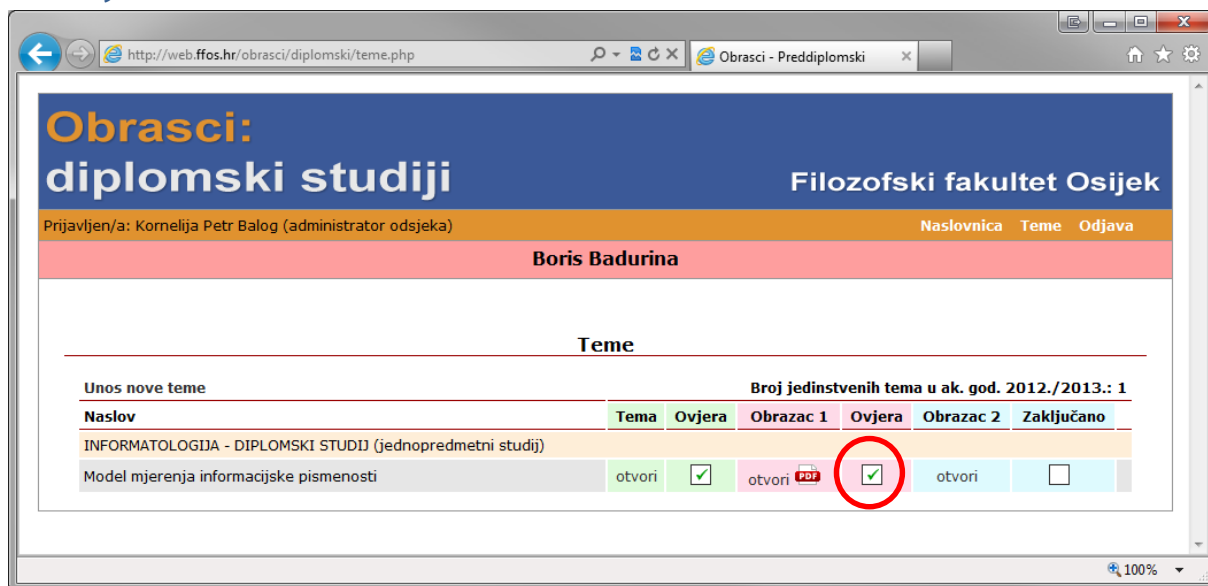 http://web.ffos.hr/obrasci/diplomski/teme.php
Obrasci - Preddiplomski
Obrasci:
diplomski studiji
Filozofski fakultet Osijek
Prijavljen/a: Kornelija Petr Balog (administrator odsjeka)
Naslovnica Teme Odjava
Boris Badurina
Teme
Unos nove teme
Broj jedinstvenih tema u ak. god. 2012./2013.: 1
Naslov Tema Ovjera Obrazac 1 Ovjera Obrazac 2 Zaključano
INFORMATOLOGIJA - DIPLOMSKI STUDIJ (jednopredmetni studij)
Model mjerenja informacijske pismenosti otvori otvori PDF otvori
100%